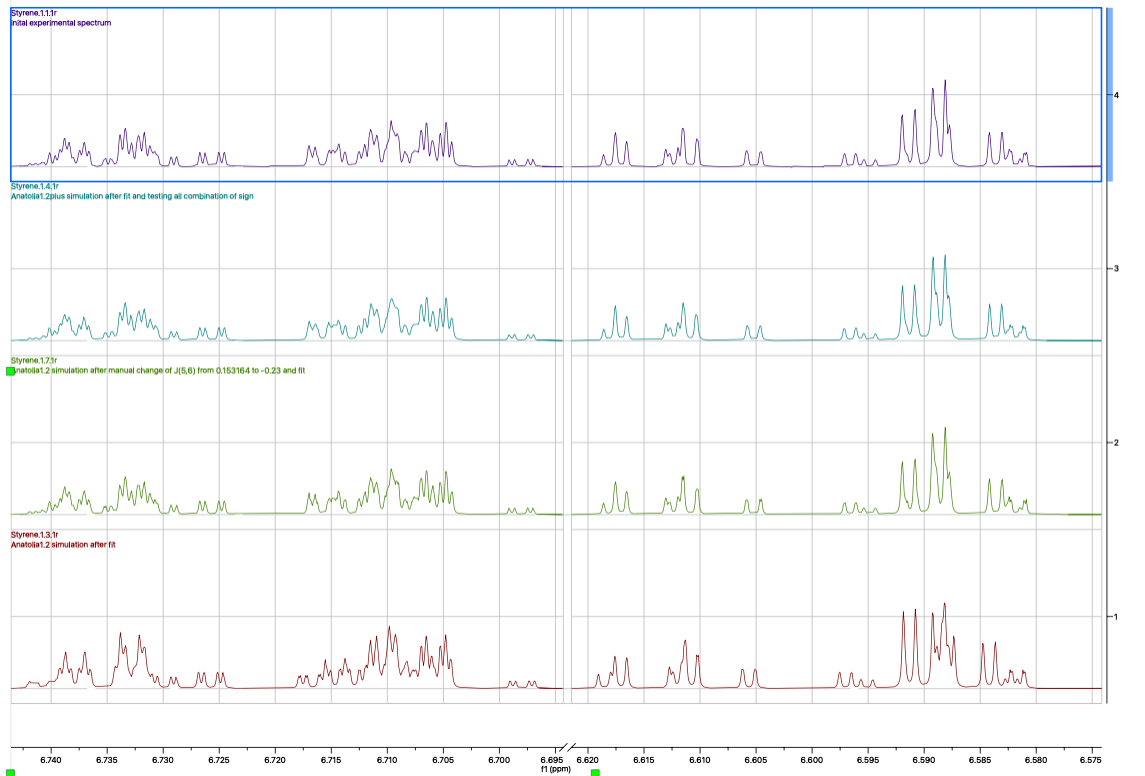 Styrene.1.1.1r
inital experimental spectrum
4
Styrene.1.4.1r
Anatolia1.2plus simulation after fit and testing all combination of sign
3
Styrene.1.7.1r
Anatolia1.2 simulation after manual change of J(5,6) from 0.153164 to -0.23 and fit
2
Styrene.1.3.1r
Anatolia1.2 simulation after fit
1
6.740 6.735 6.730 6.725 6.720 6.715 6.710 6.705 6.700 6.695 6.620 6.615 6.610 6.605 6.600 6.595 6.590 6.585 6.580 6.575
f1 (ppm)